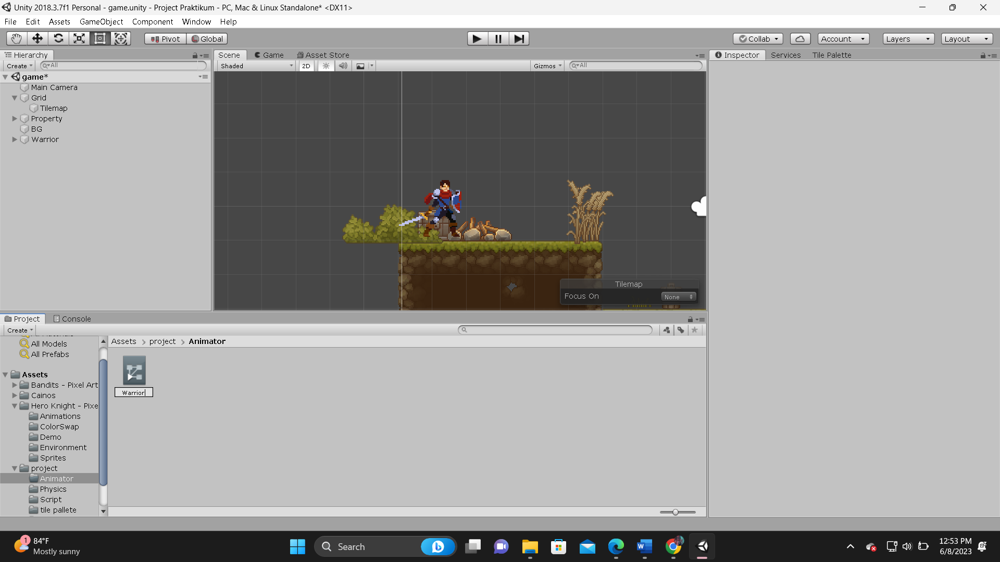 Unity 2018.3.7f1 Personal - game.unity - Project Praktikum - PC, Mac & Linux Standalone* <DX11>
File Edit Assets GameObject Component Window Help
Pivot Global Collab Account Layers Layout
Hierarchy Scene Game Asset Store Inspector Services Tile Palette
Create All Shaded 2D Gizmos All
game*
Main Camera
Grid
Tilemap
Property
BG
Warrior
Tilemap
Focus On None
Project Console
Create
Assets project Animator
All Models
All Prefabs
Assets
Bandits - Pixel Art
Cainos
Hero Knight - Pixe
Animations
ColorSwap
Demo
Environment
Sprites
project
Animator
Physics
Script
tile pallete
Warrior
1 84°F
Mostly sunny
Search
12:53 PM
6/8/2023